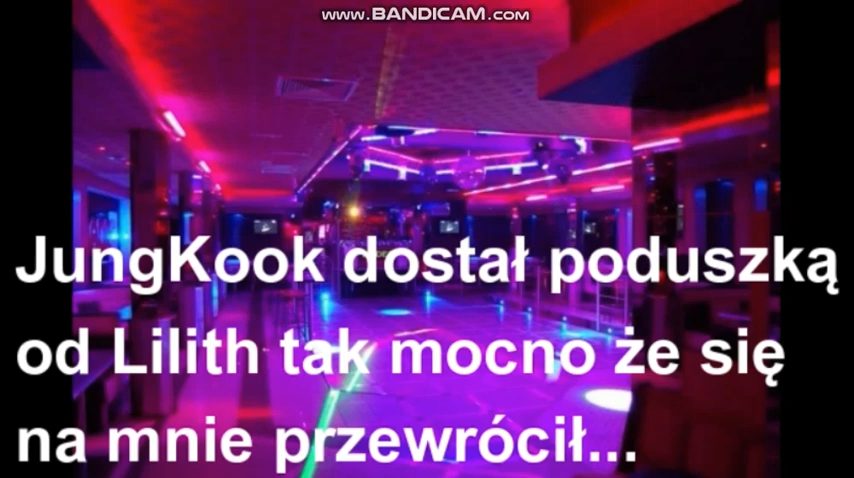 www.BANDICAM.com
JungKook dostał poduszką
od Lilith tak mocno że się
na mnie przewrócił...